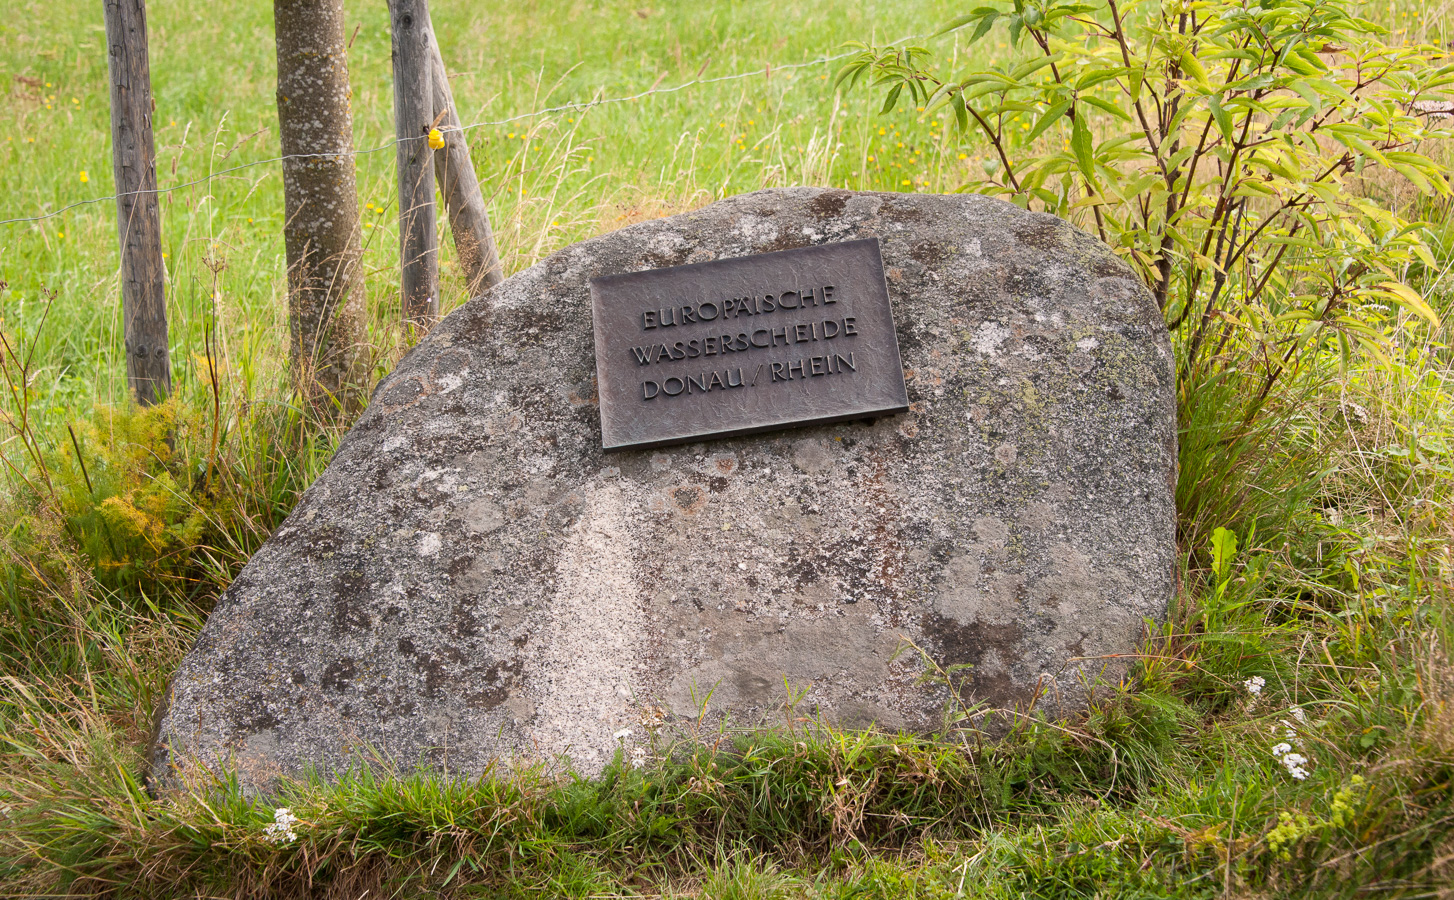 EUROPÄISCHE
WASSERSCHEIDE
DONAU / RHEIN